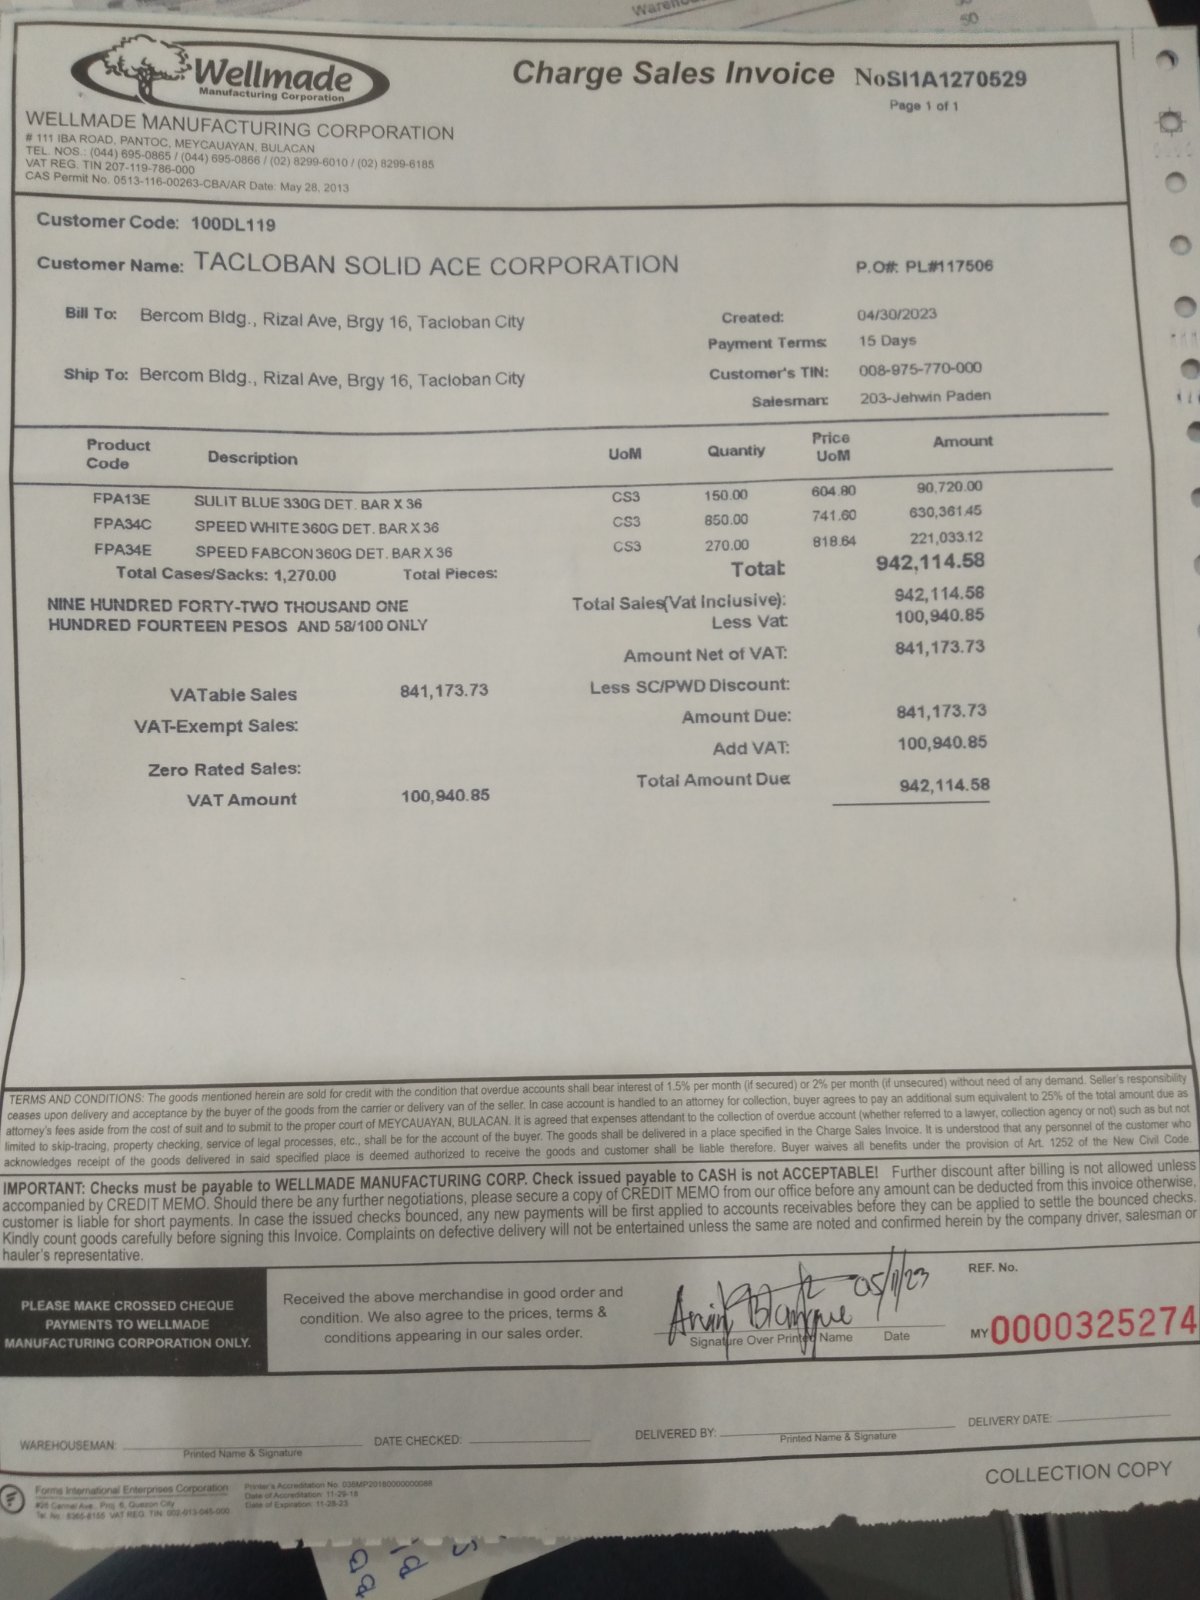 Wareho
50
Wellmade
Manufacturing Corporation
Charge Sales Invoice NoSI1A1270529
Page 1 of 1
WELLMADE MANUFACTURING CORPORATION
# 111 IBA ROAD, PANTOC, MEYCAUAYAN, BULACAN
TEL. NOS.: (044) 695-0865 / (044) 695-0866 / (02) 8299-6010 / (02) 8299-6185
VAT REG. TIN 207-119-786-000
CAS Permit No. 0513-116-00263-CBA/AR Date: May 28, 2013
Customer Code: 100DL119
Customer Name: TACLOBAN SOLID ACE CORPORATION P.O#: PL#117506
Bill To: Bercom Bldg., Rizal Ave, Brgy 16, Tacloban City
Created: 04/30/2023
Payment Terms: 15 Days
Ship To: Bercom Bldg., Rizal Ave, Brgy 16, Tacloban City
Customer's TIN: 008-975-770-000
Salesman: 203-Jehwin Paden
Product Code Description UoM Quantiy Price UoM Amount
FPA13E SULIT BLUE 330G DET. BAR X 36 CS3 150.00 604.80 90,720.00
FPA34C SPEED WHITE 360G DET. BAR X 36 CS3 850.00 741.60 630,361.45
FPA34E SPEED FABCON 360G DET. BAR X 36 CS3 270.00 818.64 221,033.12
Total Cases/Sacks: 1,270.00 Total Pieces: Total: 942,114.58
NINE HUNDRED FORTY-TWO THOUSAND ONE
HUNDRED FOURTEEN PESOS AND 58/100 ONLY
Total Sales(Vat Inclusive): 942,114.58
Less Vat: 100,940.85
Amount Net of VAT: 841,173.73
VATable Sales 841,173.73
Less SC/PWD Discount:
VAT-Exempt Sales:
Amount Due: 841,173.73
Add VAT: 100,940.85
Zero Rated Sales:
Total Amount Due: 942,114.58
VAT Amount 100,940.85
TERMS AND CONDITIONS: The goods mentioned herein are sold for credit with the condition that overdue accounts shall bear interest of 1.5% per month (if secured) or 2% per month (if unsecured) without need of any demand. Seller's responsibility
ceases upon delivery and acceptance by the buyer of the goods from the carrier or delivery van of the seller. In case account is handled to an attorney for collection, buyer agrees to pay an additional sum equivalent to 25% of the total amount due as
attorney's fees aside from the cost of suit and to submit to the proper court of MEYCAUAYAN, BULACAN. It is agreed that expenses attendant to the collection of overdue account (whether referred to a lawyer, collection agency or not) such as but not
limited to skip-tracing, property checking, service of legal processes, etc., shall be for the account of the buyer. The goods shall be delivered in a place specified in the Charge Sales Invoice. It is understood that any personnel of the customer who
acknowledges receipt of the goods delivered in said specified place is deemed authorized to receive the goods and customer shall be liable therefore. Buyer waives all benefits under the provision of Art. 1252 of the New Civil Code.
IMPORTANT: Checks must be payable to WELLMADE MANUFACTURING CORP. Check issued payable to CASH is not ACCEPTABLE! Further discount after billing is not allowed unless
accompanied by CREDIT MEMO. Should there be any further negotiations, please secure a copy of CREDIT MEMO from our office before any amount can be deducted from this invoice otherwise,
customer is liable for short payments. In case the issued checks bounced, any new payments will be first applied to accounts receivables before they can be applied to settle the bounced checks.
Kindly count goods carefully before signing this Invoice. Complaints on defective delivery will not be entertained unless the same are noted and confirmed herein by the company driver, salesman or
hauler's representative.
PLEASE MAKE CROSSED CHEQUE
PAYMENTS TO WELLMADE
MANUFACTURING CORPORATION ONLY.
Received the above merchandise in good order and
condition. We also agree to the prices, terms &
conditions appearing in our sales order.
05/11/23
Signature Over Printed Name Date
REF. No.
MY 0000325274
WAREHOUSEMAN: DATE CHECKED: DELIVERED BY: DELIVERY DATE:
Printed Name & Signature Printed Name & Signature
Forms International Enterprises Corporation
Printer's Accreditation No. 038MP20180000000088
Date of Accreditation: 11-29-18
Date of Expiration: 11-28-23
COLLECTION COPY